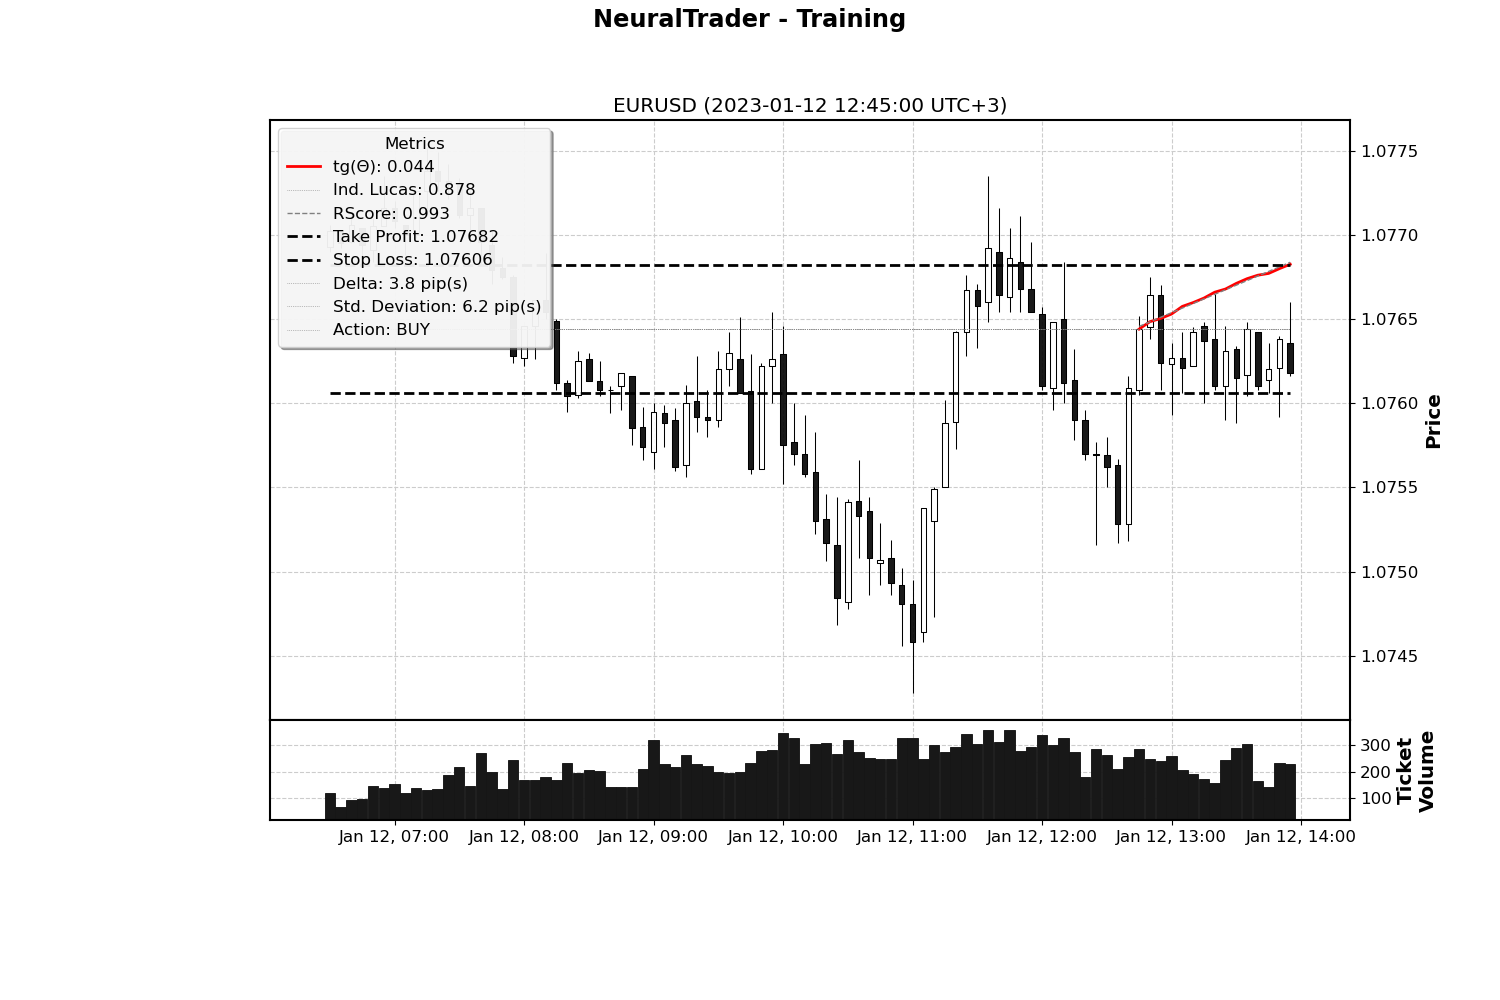 NeuralTrader - Training
EURUSD (2023-01-12 12:45:00 UTC+3)
Metrics
tg(Θ): 0.044
Ind. Lucas: 0.878
RScore: 0.993
Take Profit: 1.07682
Stop Loss: 1.07606
Delta: 3.8 pip(s)
Std. Deviation: 6.2 pip(s)
Action: BUY
1.0775
1.0770
1.0765
1.0760
1.0755
1.0750
1.0745
Price
300
200
100
Ticket
Volume
Jan 12, 07:00
Jan 12, 08:00
Jan 12, 09:00
Jan 12, 10:00
Jan 12, 11:00
Jan 12, 12:00
Jan 12, 13:00
Jan 12, 14:00